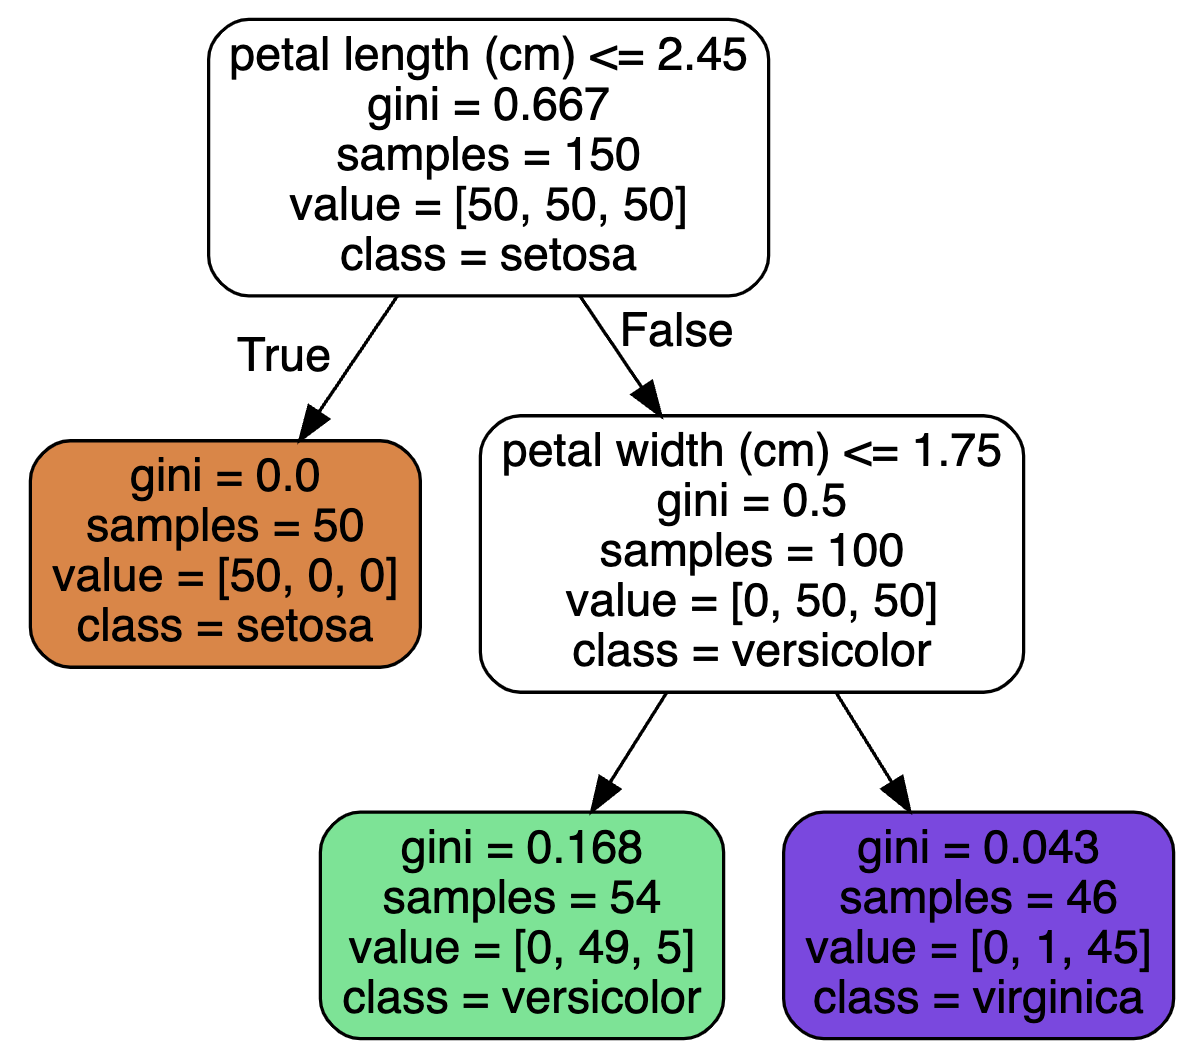 petal length (cm) <= 2.45
gini = 0.667
samples = 150
value = [50, 50, 50]
class = setosa
True
False
gini = 0.0
samples = 50
value = [50, 0, 0]
class = setosa
petal width (cm) <= 1.75
gini = 0.5
samples = 100
value = [0, 50, 50]
class = versicolor
gini = 0.168
samples = 54
value = [0, 49, 5]
class = versicolor
gini = 0.043
samples = 46
value = [0, 1, 45]
class = virginica